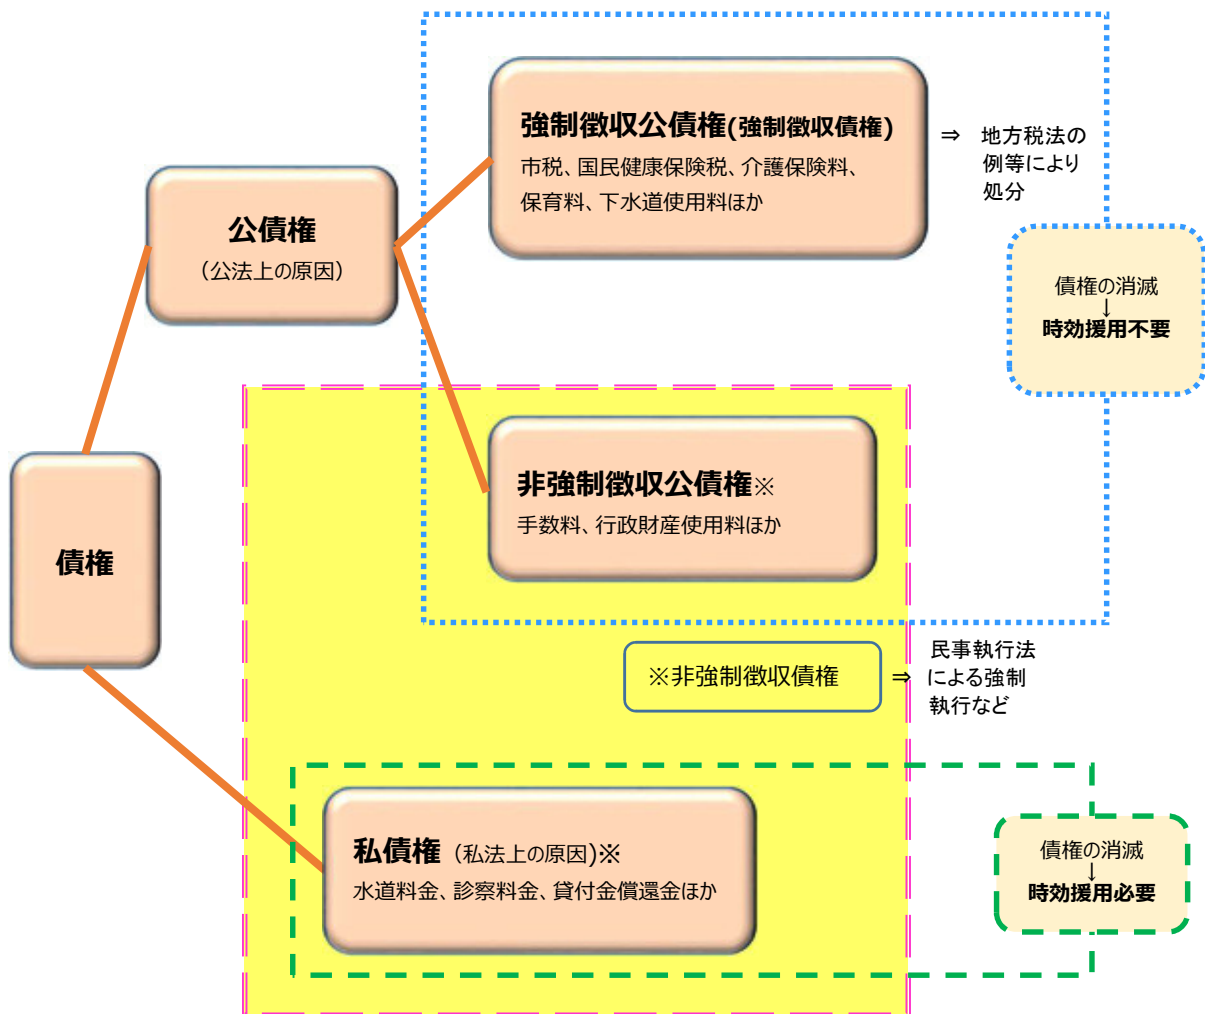 強制徴収公債権(強制徴収債権)
市税、国民健康保険税、介護保険料、
保育料、下水道使用料ほか
⇒ 地方税法の
例等により
処分
公債権
（公法上の原因）
債権の消滅
↓
時効援用不要
非強制徴収公債権※
手数料、行政財産使用料ほか
債権
※非強制徴収債権
⇒ 民事執行法
による強制
執行など
私債権（私法上の原因)※
水道料金、診察料金、貸付金償還金ほか
債権の消滅
↓
時効援用必要